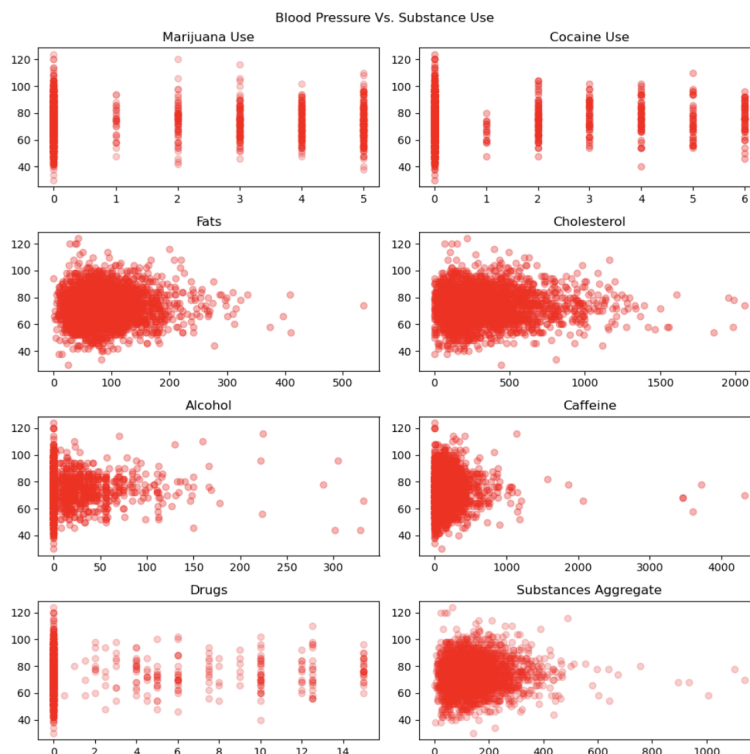 Blood Pressure Vs. Substance Use
Marijuana Use Cocaine Use
120 120
100 100
80 80
60 60
40 40
0 1 2 3 4 5 0 1 2 3 4 5 6
Fats Cholesterol
120 120
100 100
80 80
60 60
40 40
0 100 200 300 400 500 0 500 1000 1500 2000
Alcohol Caffeine
120 120
100 100
80 80
60 60
40 40
0 50 100 150 200 250 300 0 1000 2000 3000 4000
Drugs Substances Aggregate
120 120
100 100
80 80
60 60
40 40
0 2 4 6 8 10 12 14 0 200 400 600 800 1000